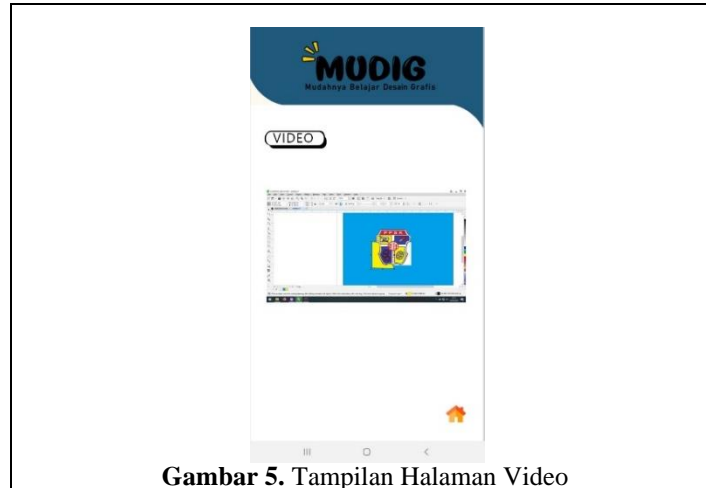 MUDIG
Mudahnya Belajar Desain Grafis
VIDEO
Gambar 5. Tampilan Halaman Video